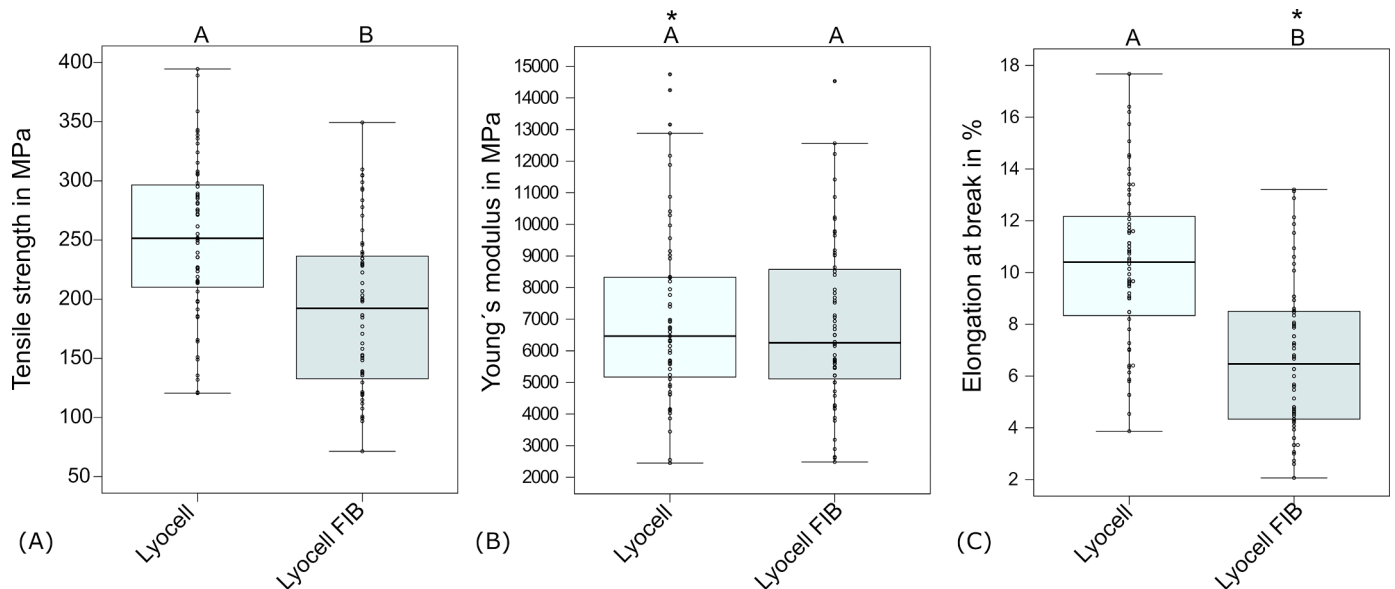 A B
Tensile strength in MPa
400
350
300
250
200
150
100
50
Lyocell
Lyocell FIB
(A)
*
A A
Young´s modulus in MPa
15000
14000
13000
12000
11000
10000
9000
8000
7000
6000
5000
4000
3000
2000
Lyocell
Lyocell FIB
(B)
*
A B
Elongation at break in %
18
16
14
12
10
8
6
4
2
Lyocell
Lyocell FIB
(C)